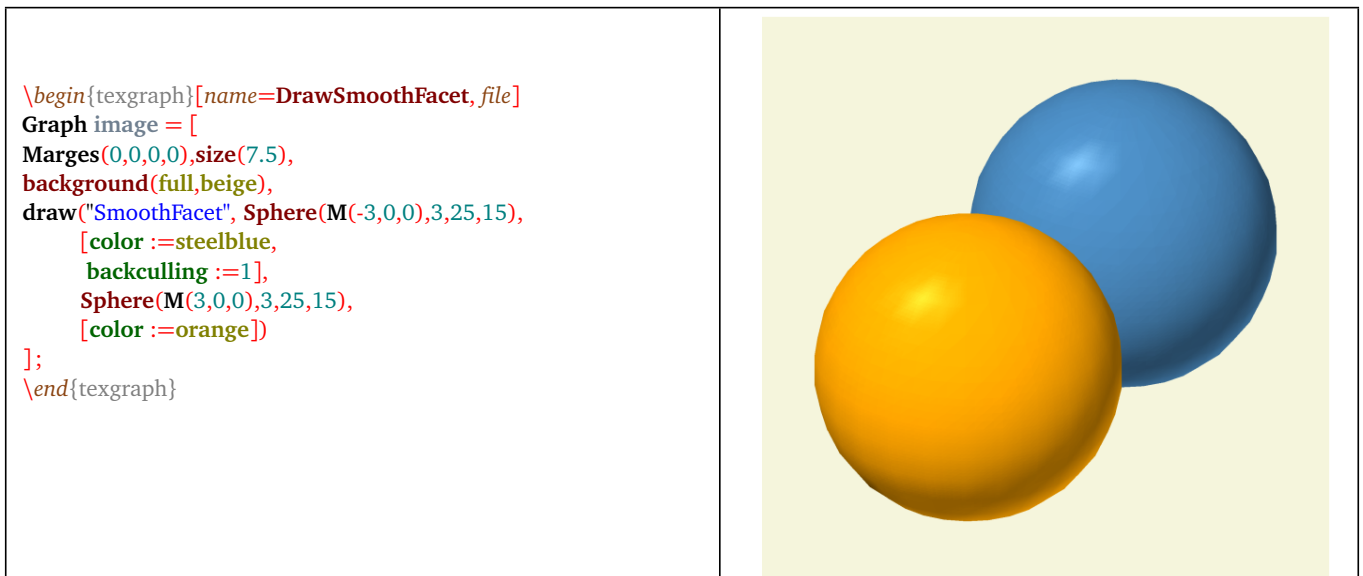 \begin{texgraph}[name=DrawSmoothFacet, file]
Graph image = [
Marges(0,0,0,0),size(7.5),
background(full,beige),
draw("SmoothFacet", Sphere(M(-3,0,0),3,25,15),
[color :=steelblue,
backculling :=1],
Sphere(M(3,0,0),3,25,15),
[color :=orange])
];
\end{texgraph}